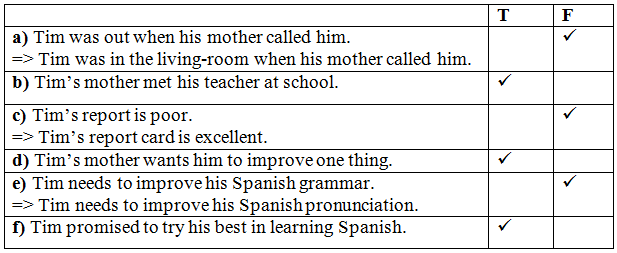 T F
a) Tim was out when his mother called him. ✓
=> Tim was in the living-room when his mother called him.
b) Tim’s mother met his teacher at school. ✓
c) Tim’s report is poor. ✓
=> Tim’s report card is excellent.
d) Tim’s mother wants him to improve one thing. ✓
e) Tim needs to improve his Spanish grammar. ✓
=> Tim needs to improve his Spanish pronunciation.
f) Tim promised to try his best in learning Spanish. ✓